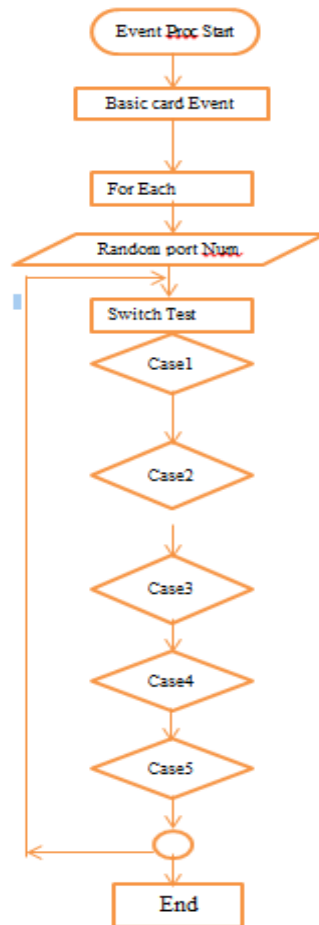 Event Proc Start
Basic card Event
For Each
Random port Num
Switch Test
Case1
Case2
Case3
Case4
Case5
End